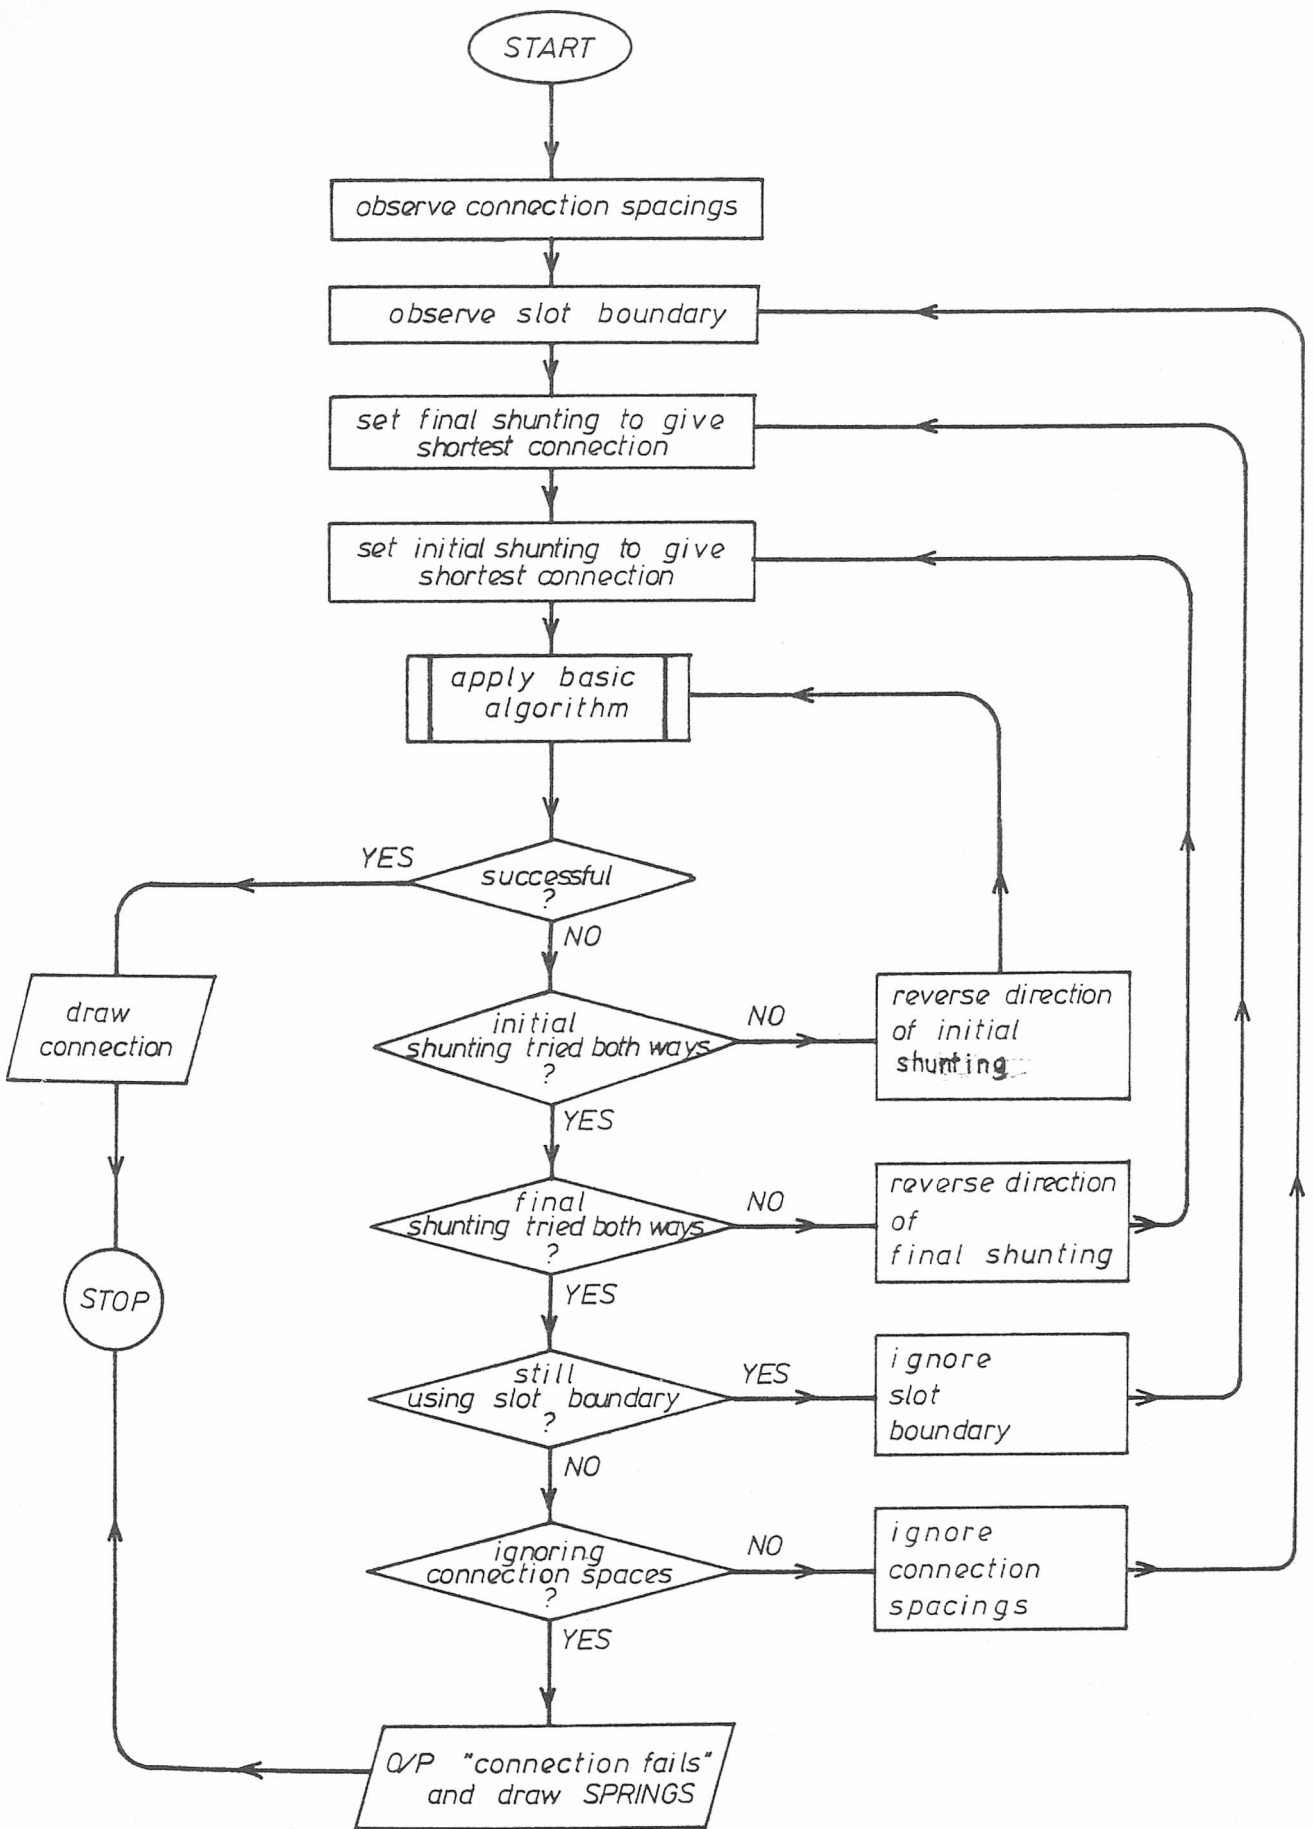 START
observe connection spacings
observe slot boundary
set final shunting to give
shortest connection
set initial shunting to give
shortest connection
apply basic
algorithm
YES
successful
?
NO
draw
connection
initial
shunting tried both ways
?
NO
reverse direction
of initial
shunting
YES
final
shunting tried both ways
?
NO
reverse direction
of
final shunting
STOP
YES
still
using slot boundary
?
YES
ignore
slot
boundary
NO
ignoring
connection spaces
?
NO
ignore
connection
spacings
YES
O/P "connection fails"
and draw SPRINGS